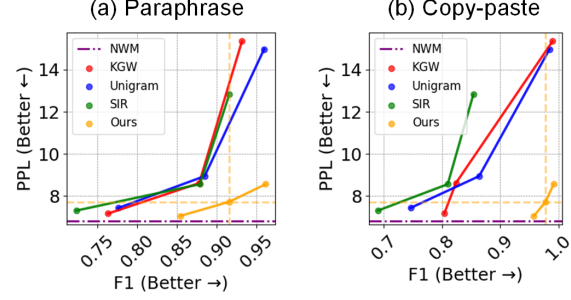 (a) Paraphrase
PPL (Better ←)
14
12
10
8
NWM
KGW
Unigram
SIR
Ours
0.75
0.80
0.85
0.90
0.95
F1 (Better →)
(b) Copy-paste
PPL (Better ←)
14
12
10
8
NWM
KGW
Unigram
SIR
Ours
0.7
0.8
0.9
1.0
F1 (Better →)